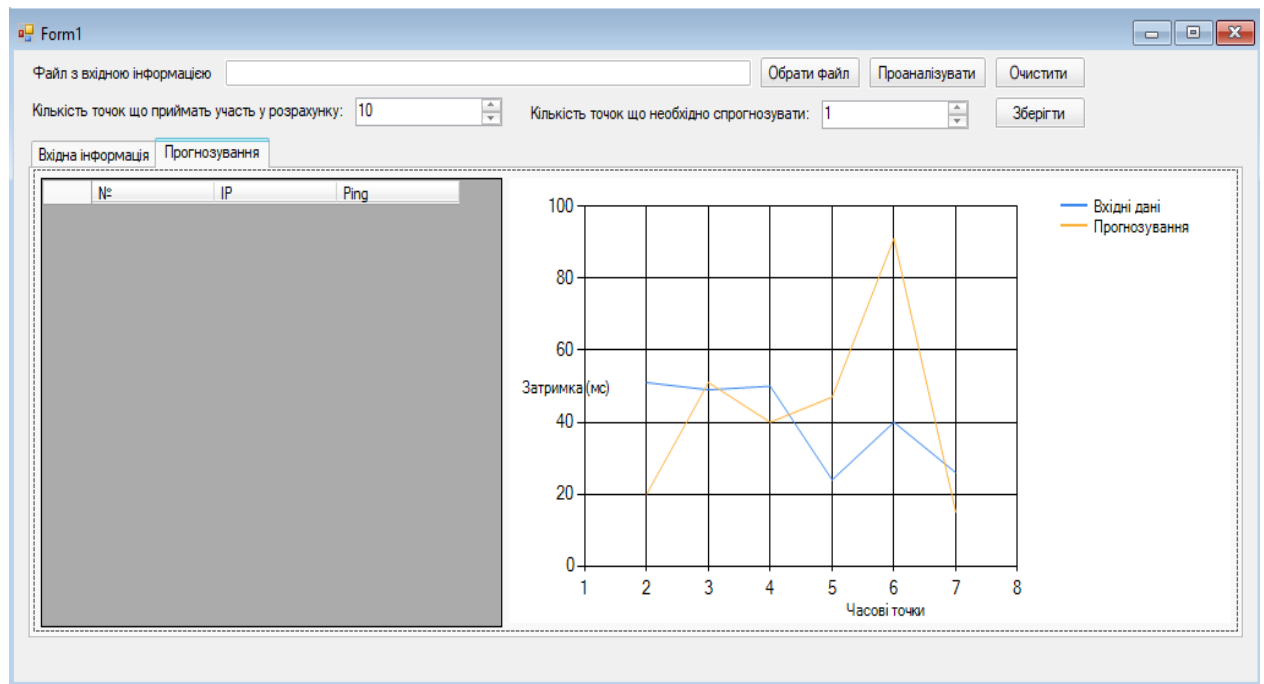 Form1
Файл з вхідною інформацією Обрати файл Проаналізувати Очистити
Кількість точок що приймать участь у розрахунку: 10 Кількість точок що необхідно спрогнозувати: 1 Зберігти
Вхідна інформація Прогнозування
№ IP Ping
Вхідні дані
Прогнозування
100
80
60
Затримка (мс)
40
20
0
1 2 3 4 5 6 7 8
Часові точки